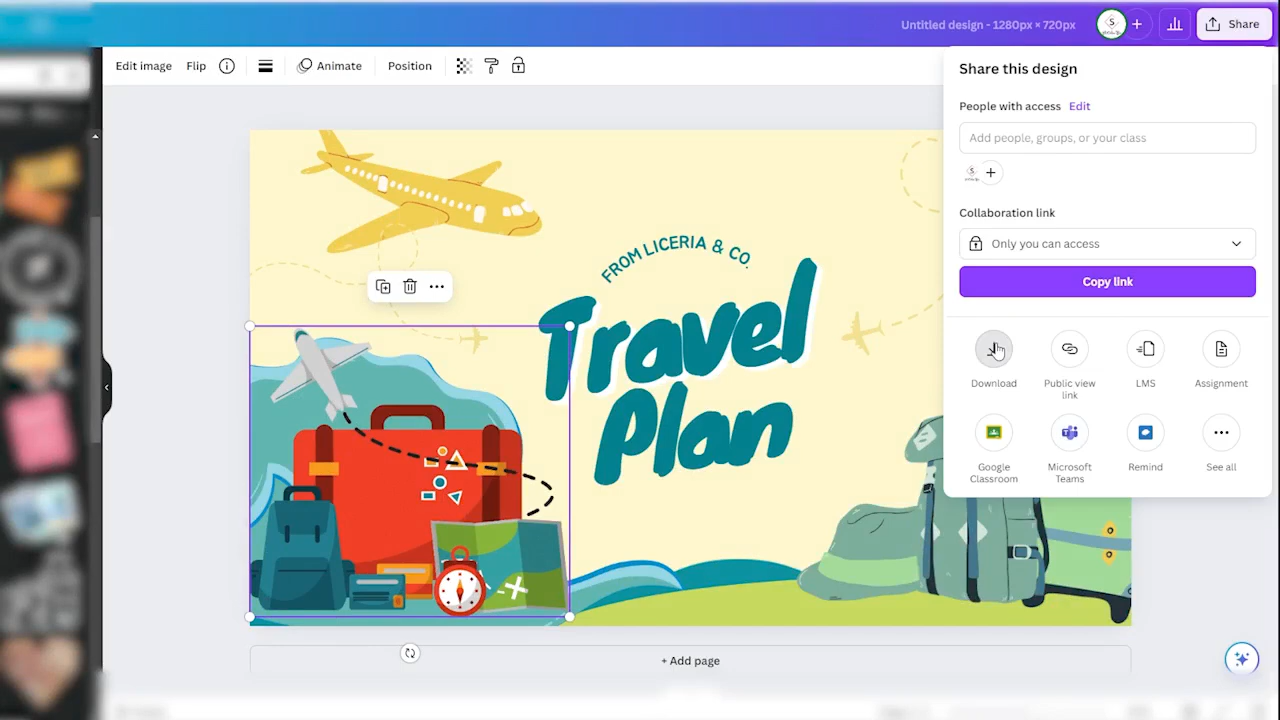 Untitled design - 1280px × 720px
Share
Edit image
Flip
Animate
Position
Share this design
People with access Edit
Add people, groups, or your class
Collaboration link
Only you can access
Copy link
Download
Public view
link
LMS
Assignment
Google
Classroom
Microsoft
Teams
Remind
See all
FROM LICERIA & CO.
Travel
Plan
+ Add page